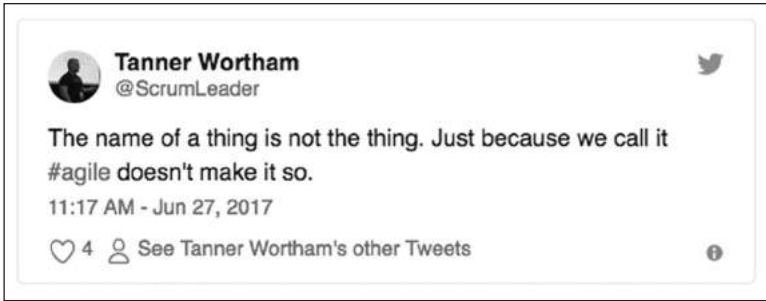 Tanner Wortham
@ScrumLeader
The name of a thing is not the thing. Just because we call it
#agile doesn't make it so.
11:17 AM - Jun 27, 2017
4 See Tanner Wortham's other Tweets